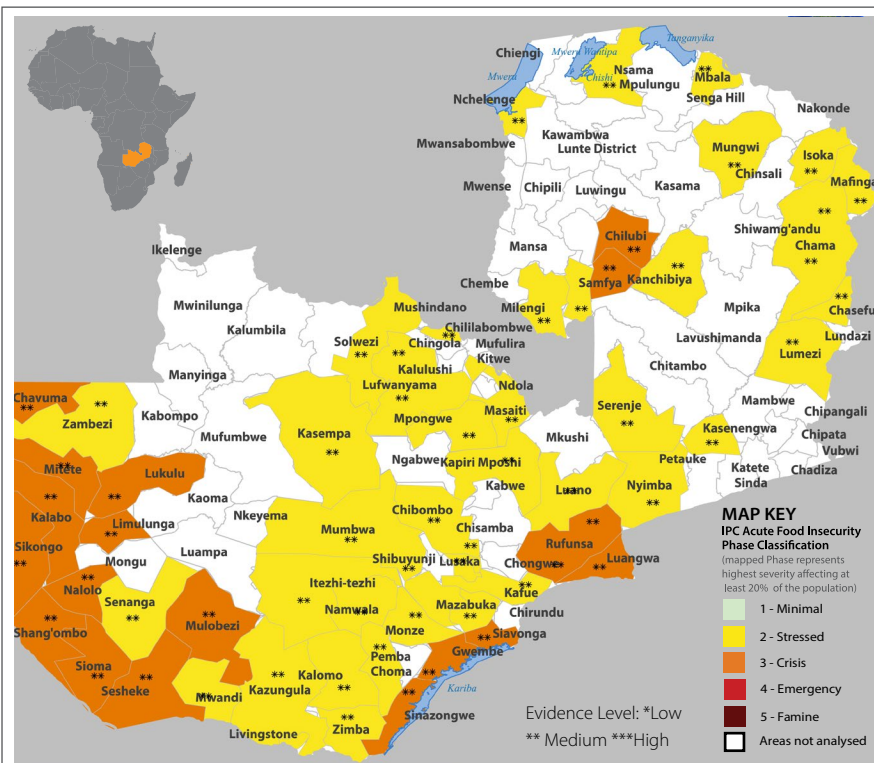 Tanganyika
Chiengi
Mweru Wantipa
Nsama
Mbala
Mweru
Chishi
Mpulungu
**
Senga Hill
**
Nchelenge
**
Nakonde
Mwansabombwe
Kawambwa
Lunte District
Mungwi
**
Isoka
**
Chinsali
Mafinga
**
Mwense
Chipili
Luwingu
Kasama
**
Shiwamg'andu
Chilubi
**
Chama
**
Mansa
Ikelenge
Chembe
Samfya
**
Kanchibiya
**
Mwinilunga
Mushindano
Milengi
**
**
Mpika
Chasefu
**
Kalumbila
Chililabombwe
**
Solwezi
**
Chingola
Mufulira
Lavushimanda
Lundazi
Lumezi
**
**
Kalulushi
Kitwe
Chitambo
Manyinga
Lufwanyama
**
Ndola
Chavuma
**
Zambezi
**
Kabompo
Mambwe
Masaiti
**
Serenje
**
Chipangali
Mpongwe
**
Mufumbwe
Kasempa
**
Mkushi
Kasenengwa
**
Chipata
Vubwi
Ngabwe
Kapiri Mposhi
**
Petauke
Katete
Chadiza
Mitete
**
Lukulu
**
Sinda
Kaoma
Kabwe
Luano
**
Nyimba
**
Kalabo
**
Limulunga
**
Nkeyema
Chibombo
**
MAP KEY
IPC Acute Food Insecurity
Phase Classification
(mapped Phase represents
highest severity affecting at
least 20% of the population)
1 - Minimal
2 - Stressed
3 - Crisis
4 - Emergency
5 - Famine
Areas not analysed
Mumbwa
**
Chisamba
**
Rufunsa
**
Sikongo
**
Luampa
Mongu
Shibuyunji
**
Lusaka
**
Chongwe
**
Luangwa
**
Nalolo
**
Itezhi-tezhi
**
Kafue
**
Senanga
**
Namwala
**
Mazabuka
**
Chirundu
Shang'ombo
**
Mulobezi
**
Monze
**
Siavonga
Gwembe
**
Pemba
**
Sioma
**
Choma
**
Sesheke
**
Mwandi
**
Kazungula
**
Kalomo
**
Kariba
**
Sinazongwe
Zimba
**
Livingstone
Evidence Level: *Low
** Medium ***High